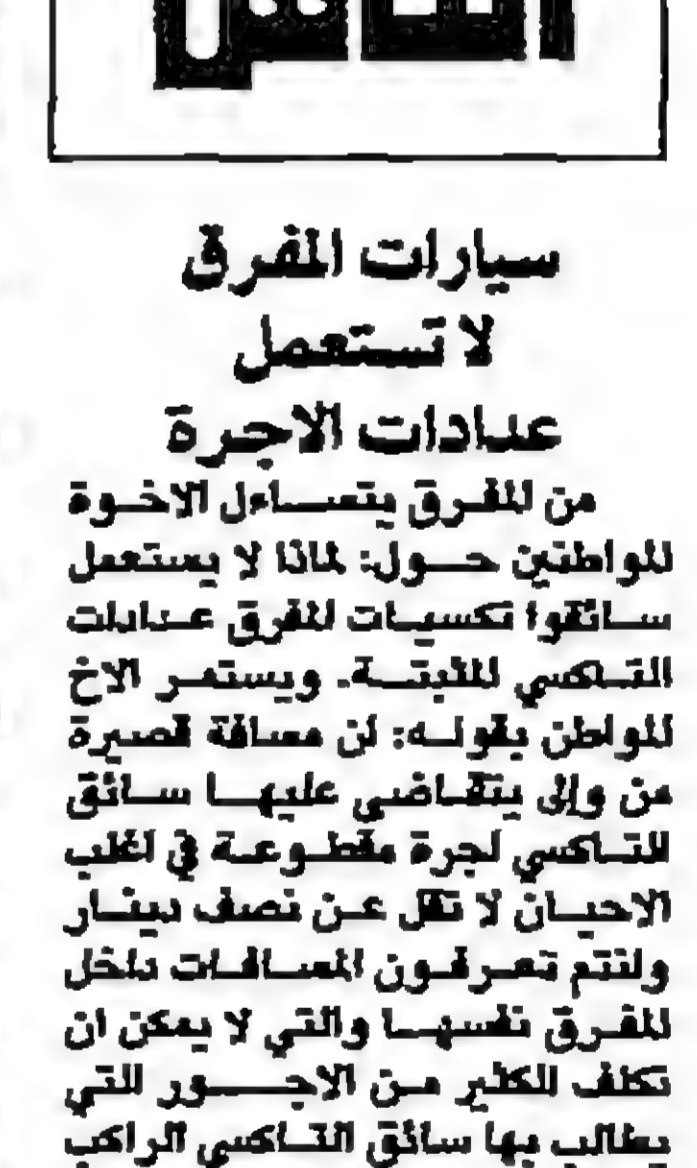 سيارات المفرق
لا تستعمل
عدادات الاجرة
من المفرق يتساءل الاخوة
المواطنين حول: لماذا لا يستعمل
سائقوا تكسيات المفرق عدادات
التاكسي المثبتة. ويستمر الاخ
المواطن بقوله: ان مسافة قصيرة
من وإلى يتقاضى عليها سائق
التاكسي اجرة مقطوعة في اغلب
الاحيان لا تقل عن نصف دينار
وانتم تعرفون المسافات داخل
المفرق نفسها والتي لا يمكن ان
تكلف الكثير من الاجور التي
يطالب بها سائق التاكسي الراكب